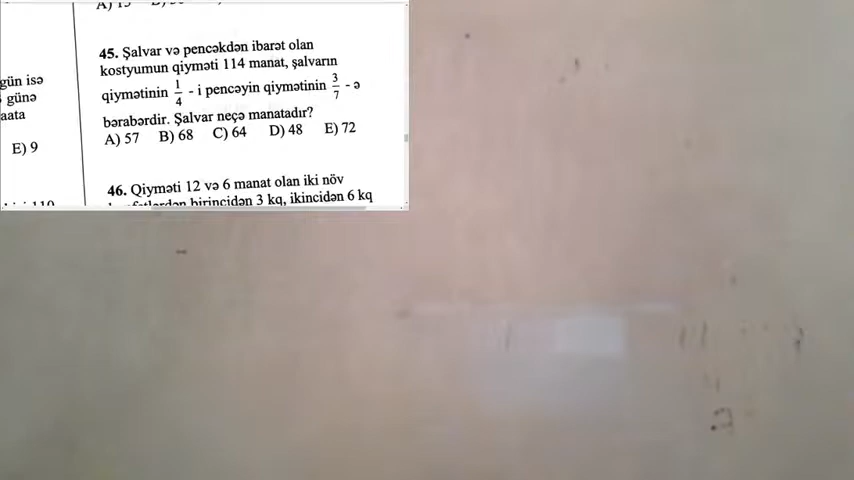 gün isə
günə
aata
E) 9
45. Şalvar və pencəkdən ibarət olan
kostyumun qiyməti 114 manat, şalvarın
qiymətinin 1/4 - i pencəyin qiymətinin 3/7 - ə
bərabərdir. Şalvar neçə manatadır?
A) 57 B) 68 C) 64 D) 48 E) 72
46. Qiyməti 12 və 6 manat olan iki növ
birincidən 3 kq, ikincidən 6 kq